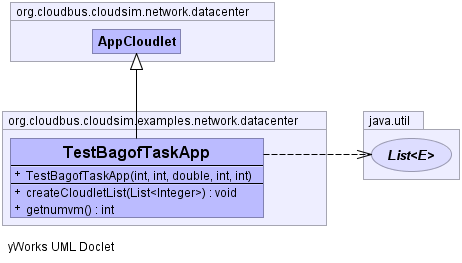 org.cloudbus.cloudsim.network.datacenter
AppCloudlet
org.cloudbus.cloudsim.examples.network.datacenter
TestBagofTaskApp
+ TestBagofTaskApp(int, int, double, int, int)
+ createCloudletList(List<Integer>) : void
+ getnumvm() : int
java.util
List<E>
yWorks UML Doclet